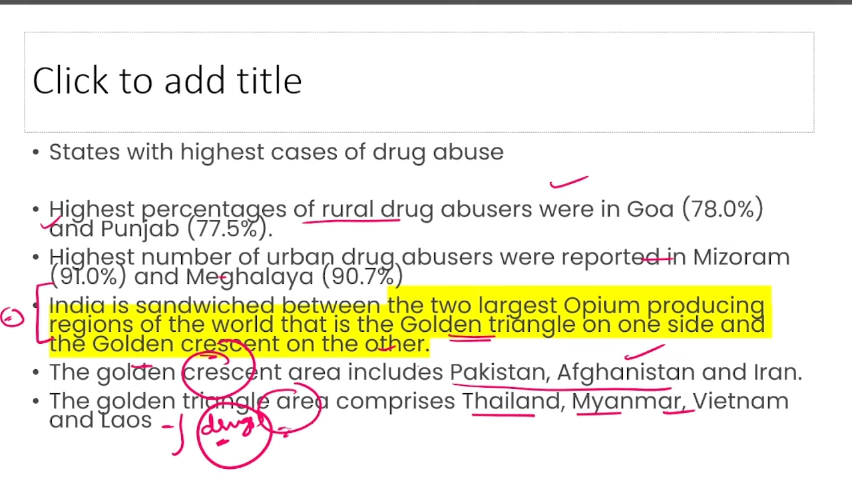 Click to add title
• States with highest cases of drug abuse
• Highest percentages of rural drug abusers were in Goa (78.0%)
and Punjab (77.5%).
• Highest number of urban drug abusers were reported in Mizoram
(91.0%) and Meghalaya (90.7%)
• India is sandwiched between the two largest Opium producing
regions of the world that is the Golden triangle on one side and
the Golden crescent on the other.
• The golden crescent area includes Pakistan, Afghanistan and Iran.
• The golden triangle area comprises Thailand, Myanmar, Vietnam
and Laos
drugs